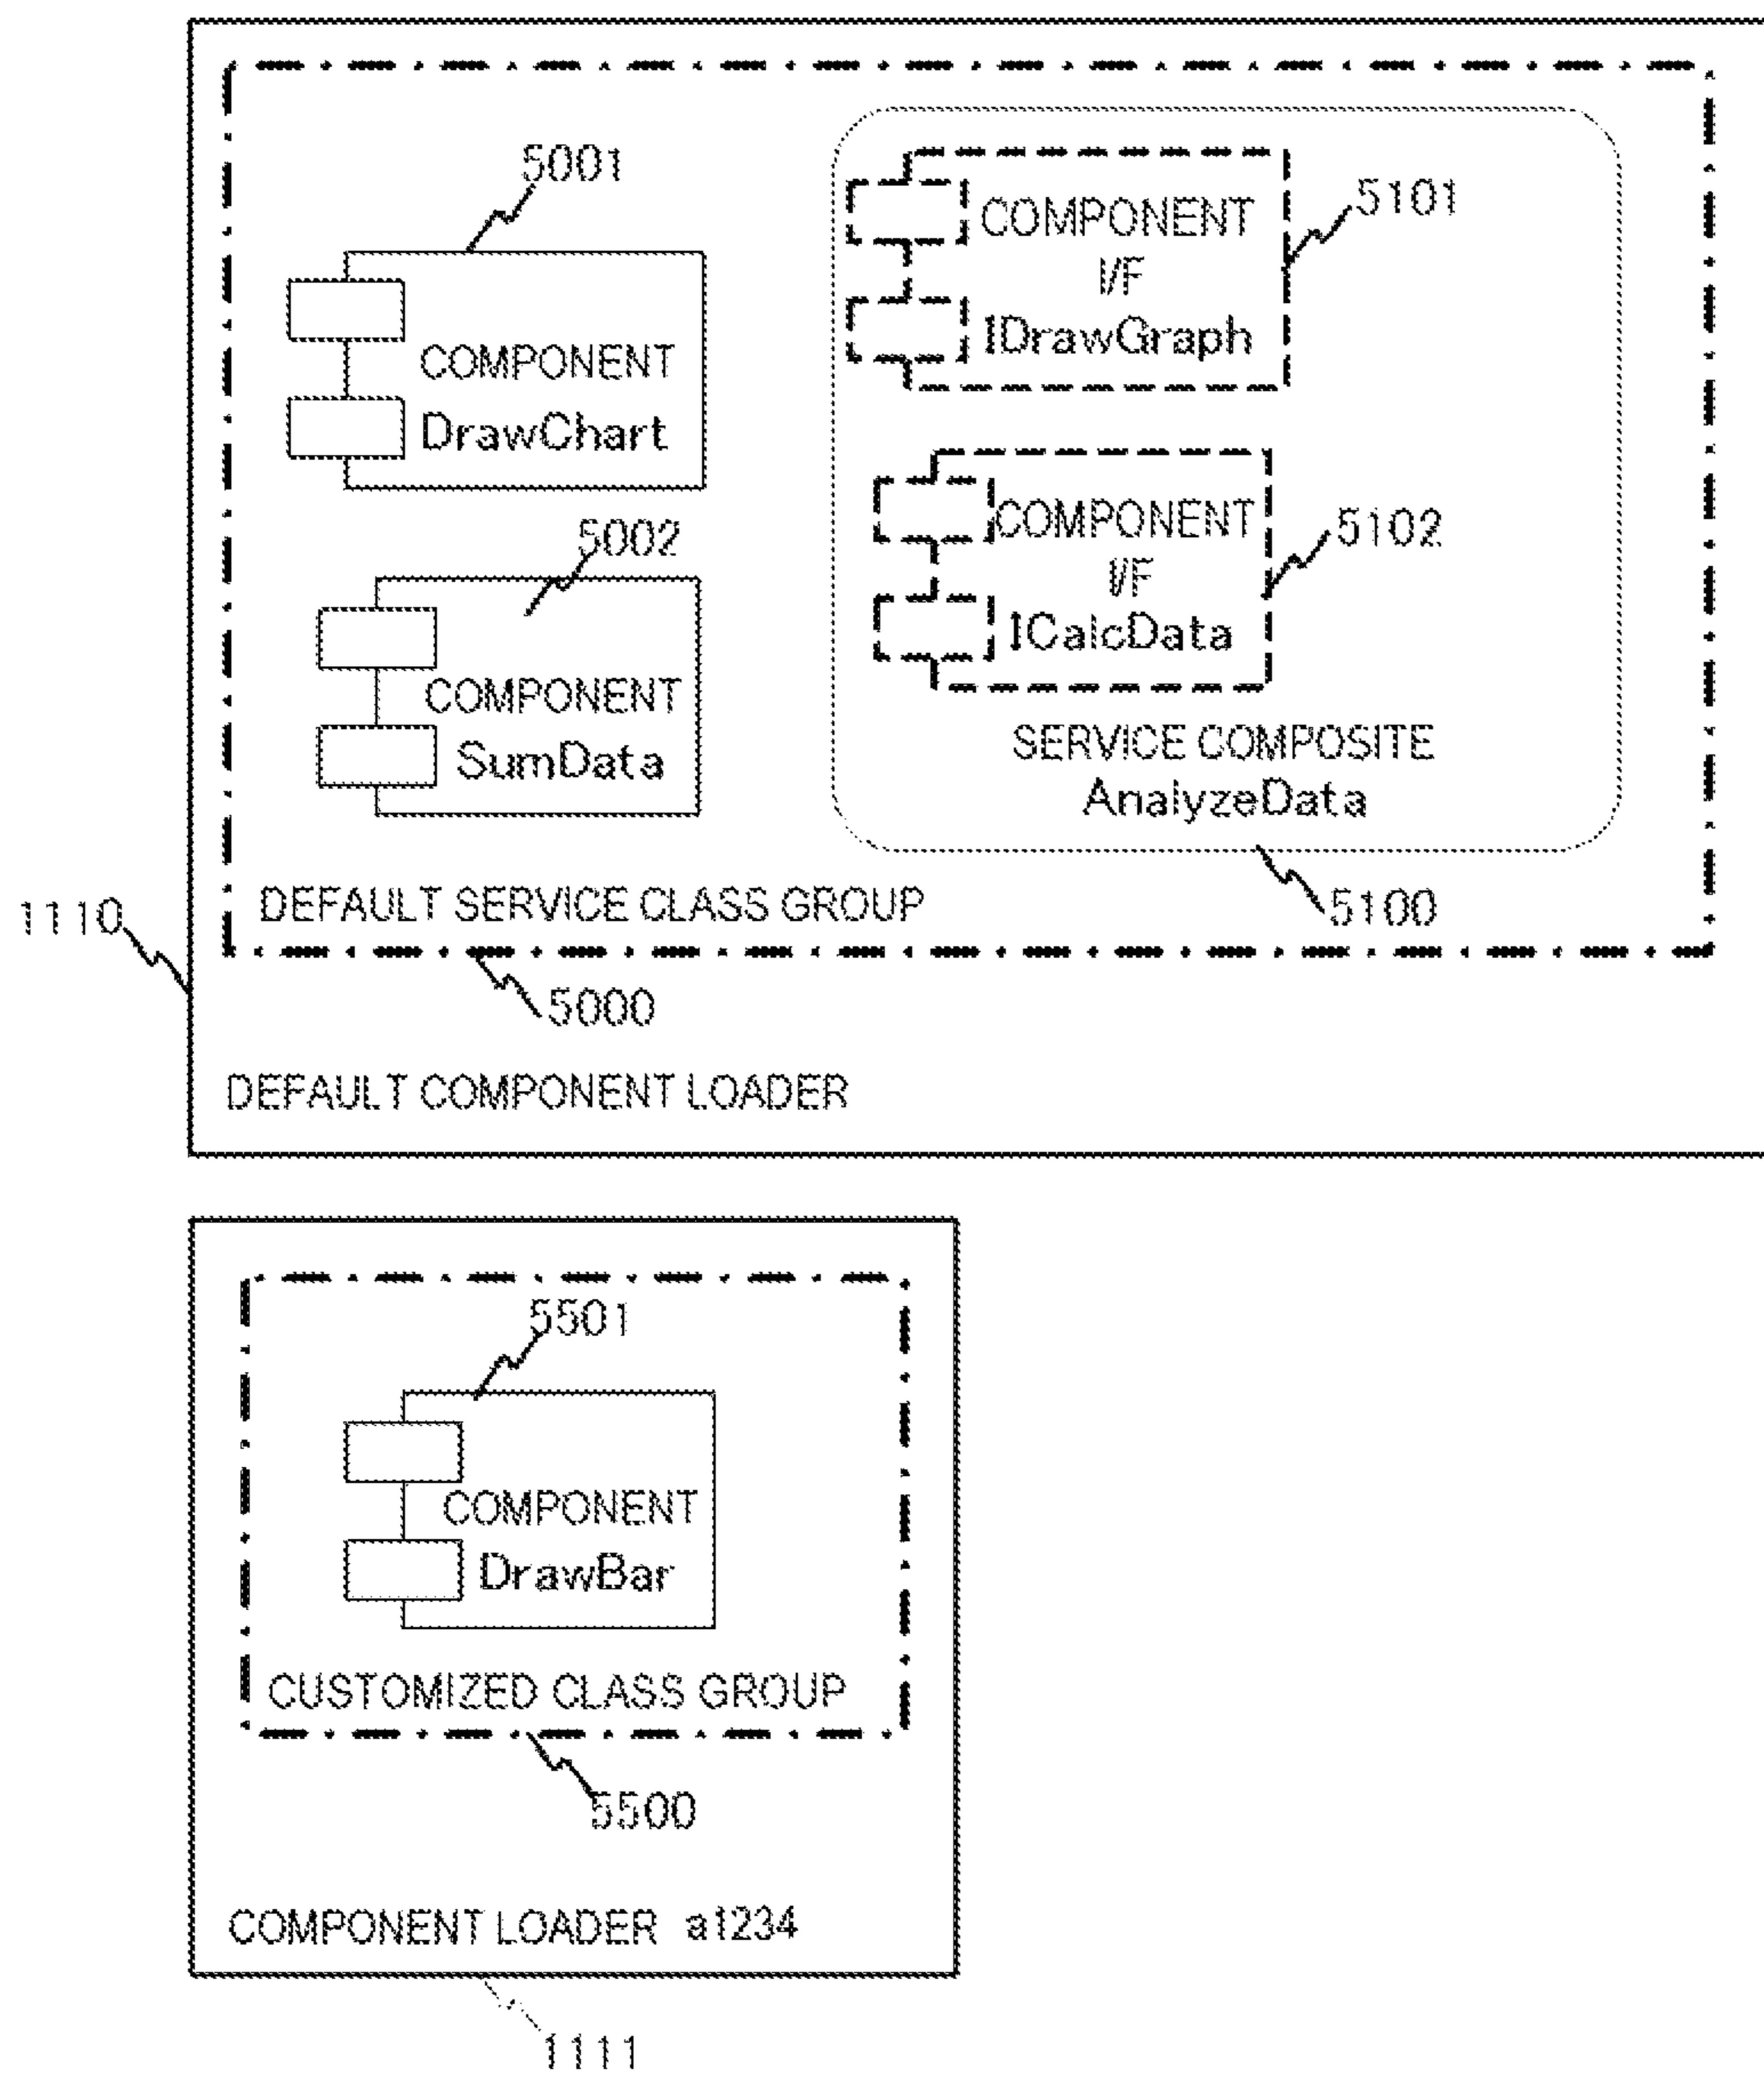 5001
COMPONENT
DrawChart
5002
COMPONENT
SumData
COMPONENT
I/F
IDrawGraph
5101
COMPONENT
I/F
ICalcData
5102
SERVICE COMPOSITE
AnalyzeData
5100
DEFAULT SERVICE CLASS GROUP
1110
5000
DEFAULT COMPONENT LOADER
5501
COMPONENT
DrawBar
CUSTOMIZED CLASS GROUP
5500
COMPONENT LOADER a1234
1111